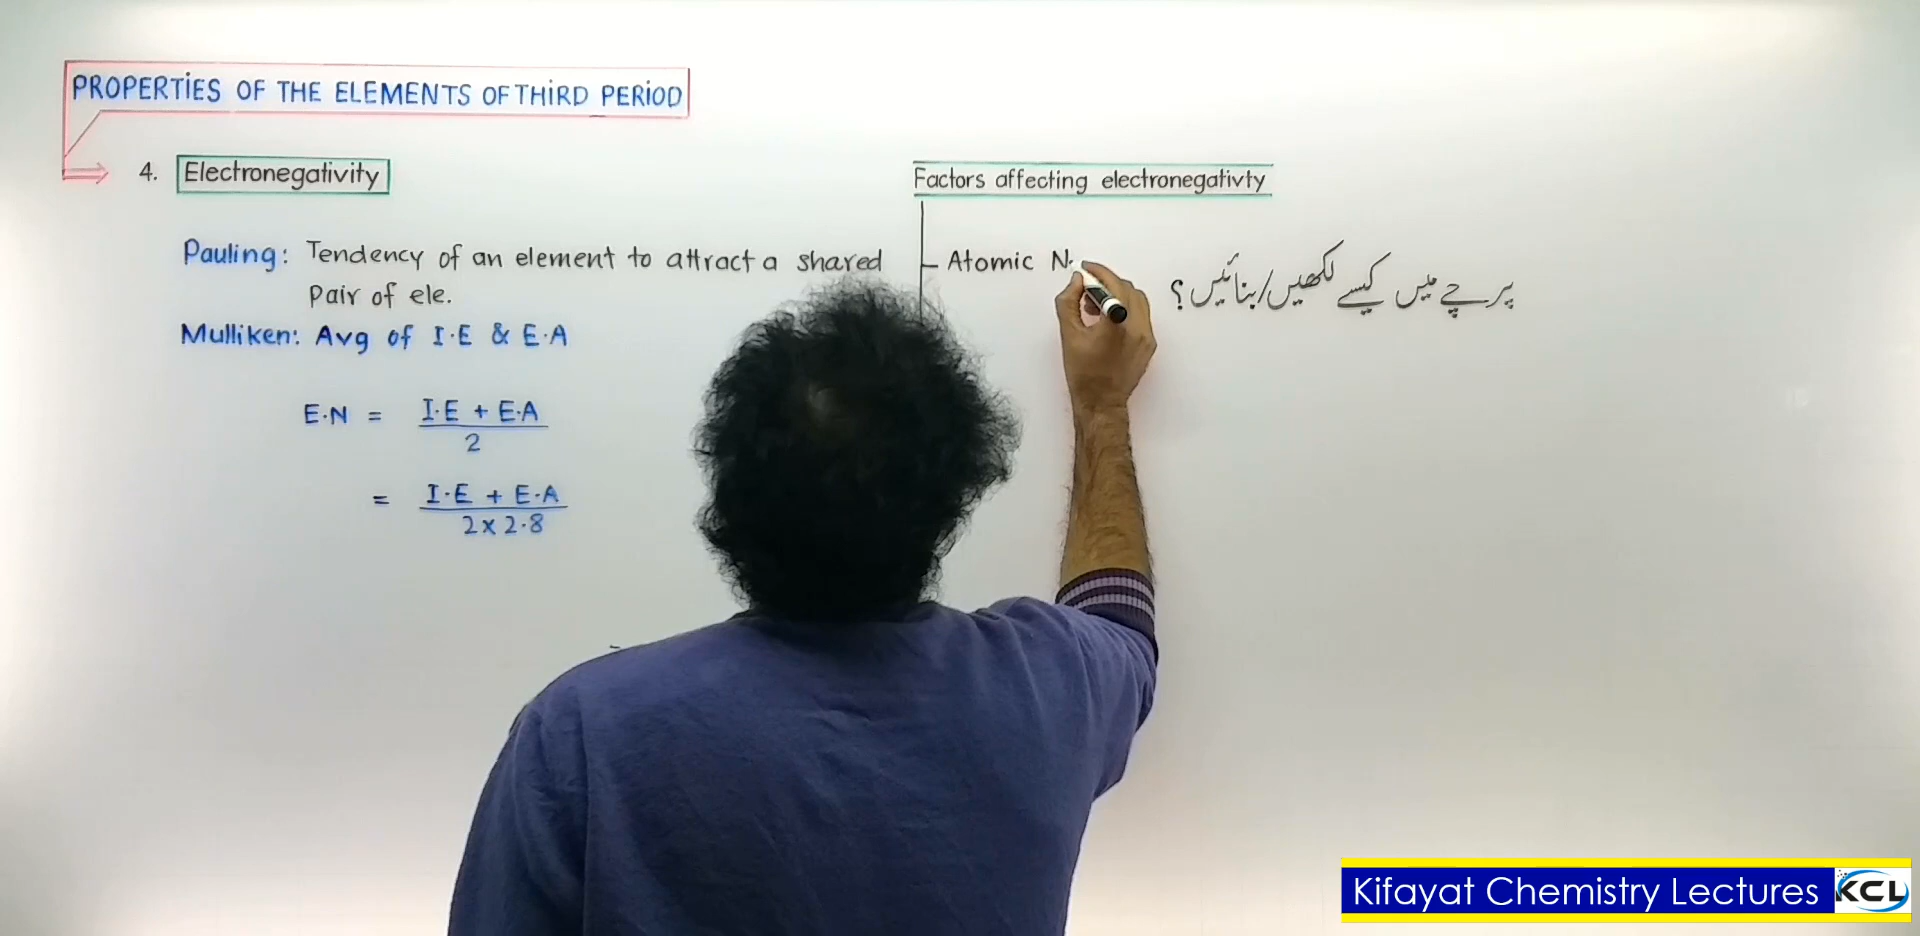 PROPERTIES OF THE ELEMENTS OF THIRD PERIOD
4. Electronegativity
Pauling: Tendency of an element to attract a shared
Pair of ele.
Mulliken: Avg of I·E & E·A
E·N = I·E + E·A / 2
= I·E + E·A / 2 x 2.8
Factors affecting electronegativty
Atomic N
پرچے میں کیسے لکھیں/بنائیں؟
Kifayat Chemistry Lectures KCL